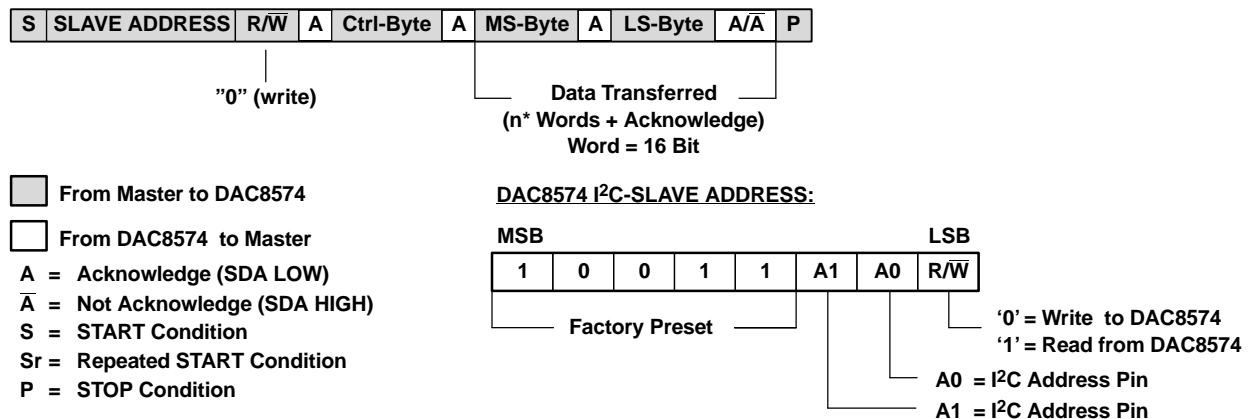 S SLAVE ADDRESS R/W̅ A Ctrl-Byte A MS-Byte A LS-Byte A/A̅ P
”0” (write)
Data Transferred
(n* Words + Acknowledge)
Word = 16 Bit
From Master to DAC8574
From DAC8574 to Master
A = Acknowledge (SDA LOW)
A̅ = Not Acknowledge (SDA HIGH)
S = START Condition
Sr = Repeated START Condition
P = STOP Condition
DAC8574 I²C-SLAVE ADDRESS:
MSB LSB
1 0 0 1 1 A1 A0 R/W̅
Factory Preset
‘0’ = Write to DAC8574
‘1’ = Read from DAC8574
A0 = I²C Address Pin
A1 = I²C Address Pin